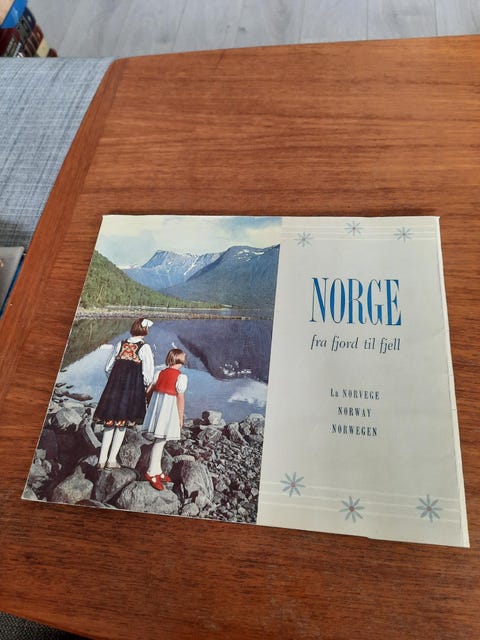 NORGE
fra fjord til fjell
La NORVEGE
NORWAY
NORWEGEN